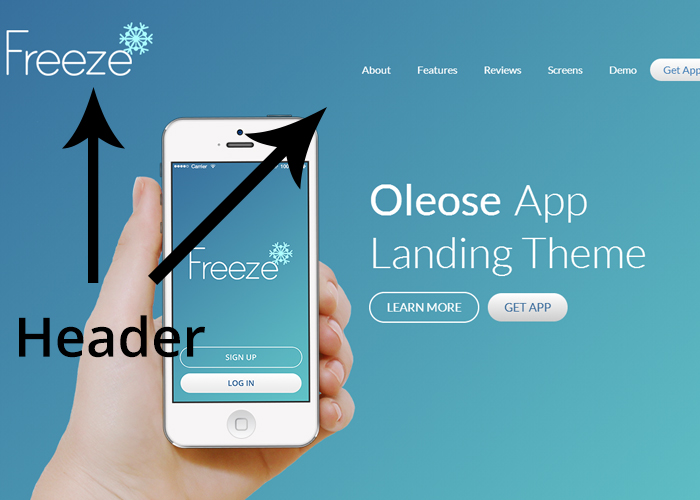 Freeze
About Features Reviews Screens Demo Get App
Carrier
Oleose App
Landing Theme
Freeze
LEARN MORE GET APP
Header
SIGN UP
LOG IN